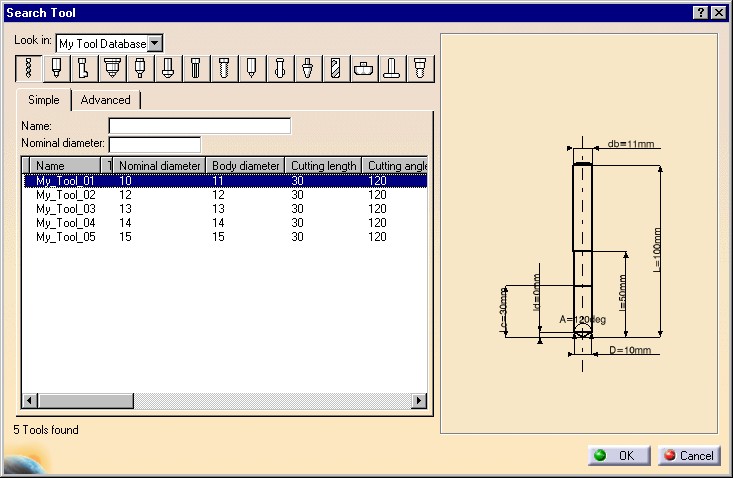 Search Tool
Look in: My Tool Database
Simple Advanced
Name:
Nominal diameter:
Name T Nominal diameter Body diameter Cutting length Cutting angle
My_Tool_01 10 11 30 120
My_Tool_02 12 12 30 120
My_Tool_03 13 13 30 120
My_Tool_04 14 14 30 120
My_Tool_05 15 15 30 120
5 Tools found
db=11mm
L=100mm
l=50mm
ld=0mm
Lc=30mm
A=120deg
D=10mm
OK Cancel